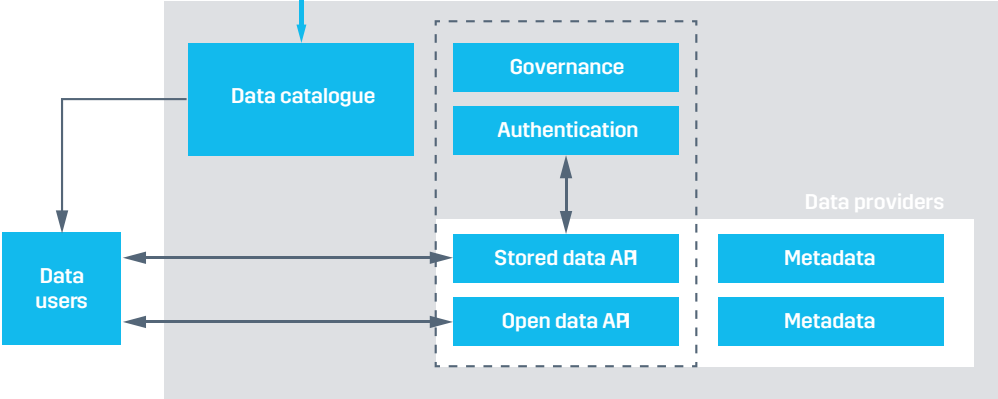 Data catalogue
Governance
Authentication
Data providers
Data
users
Stored data API
Metadata
Open data API
Metadata